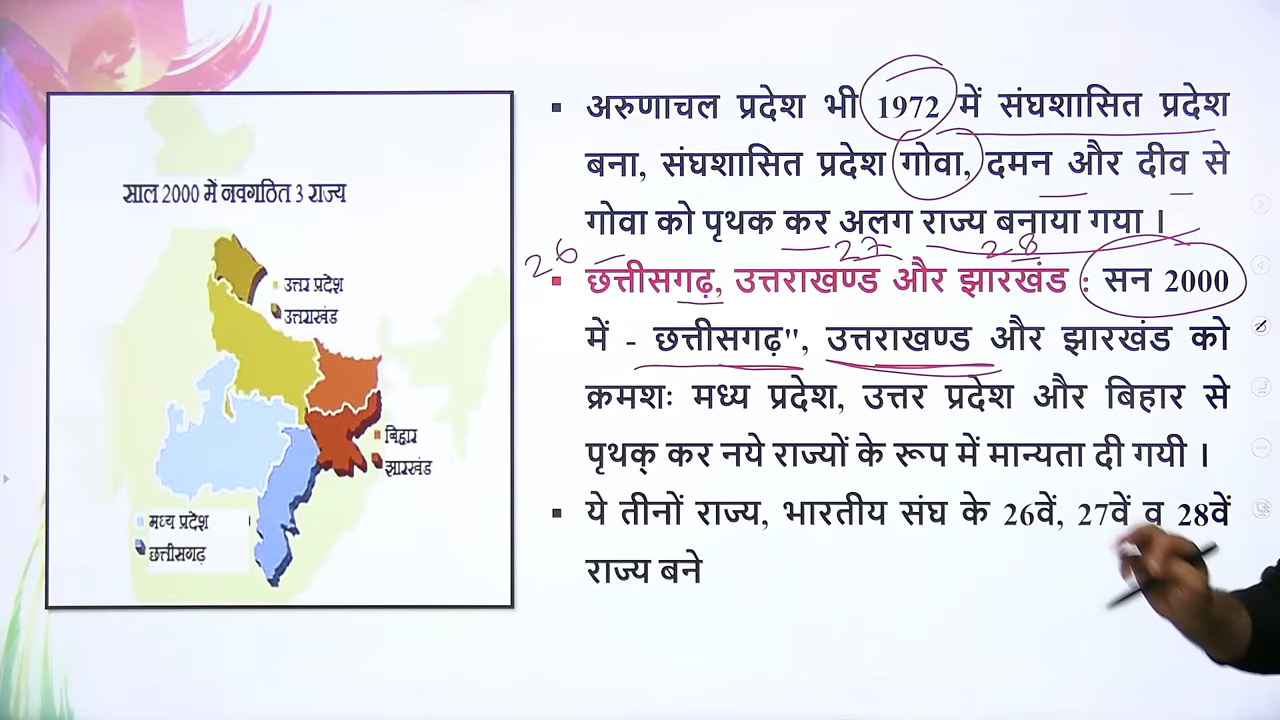 साल 2000 में नवगठित 3 राज्य
उत्तर प्रदेश
उत्तराखंड
बिहार
झारखंड
मध्य प्रदेश
छत्तीसगढ़
▪ अरुणाचल प्रदेश भी 1972 में संघशासित प्रदेश
बना, संघशासित प्रदेश गोवा, दमन और दीव से
गोवा को पृथक कर अलग राज्य बनाया गया ।
26 27 28
▪ छत्तीसगढ़, उत्तराखण्ड और झारखंड : सन 2000
में - छत्तीसगढ़", उत्तराखण्ड और झारखंड को
क्रमशः मध्य प्रदेश, उत्तर प्रदेश और बिहार से
पृथक् कर नये राज्यों के रूप में मान्यता दी गयी ।
▪ ये तीनों राज्य, भारतीय संघ के 26वें, 27वें व 28वें
राज्य बने